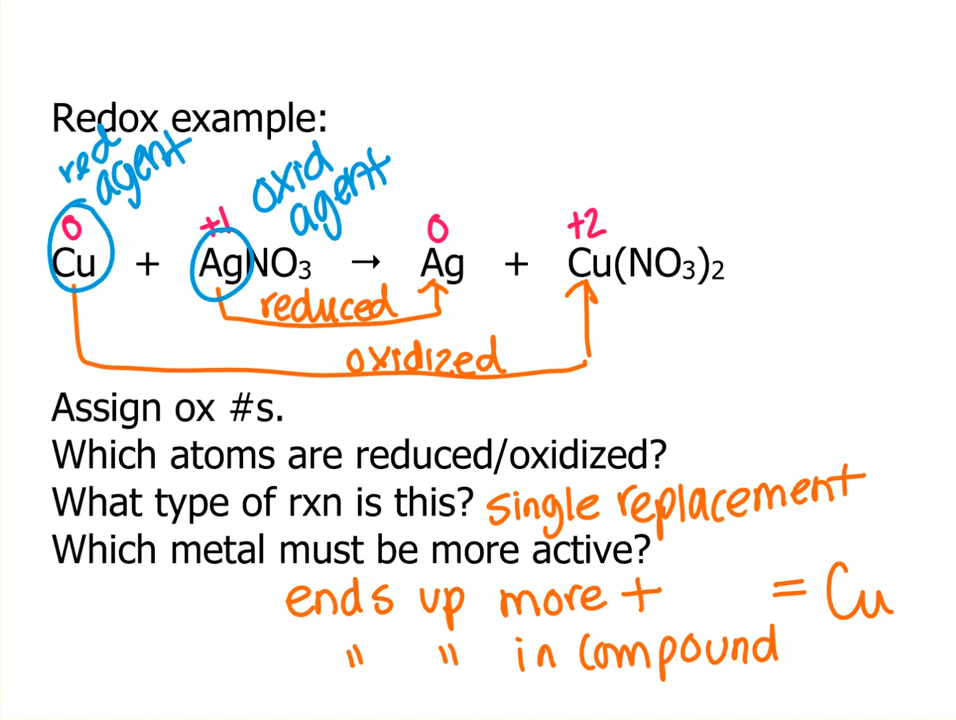 Redox example:
red agent
oxid agent
0 +1 0 +2
Cu + AgNO₃ → Ag + Cu(NO₃)₂
reduced
oxidized
Assign ox #s.
Which atoms are reduced/oxidized?
What type of rxn is this? single replacement
Which metal must be more active?
ends up more + = Cu
" " in compound